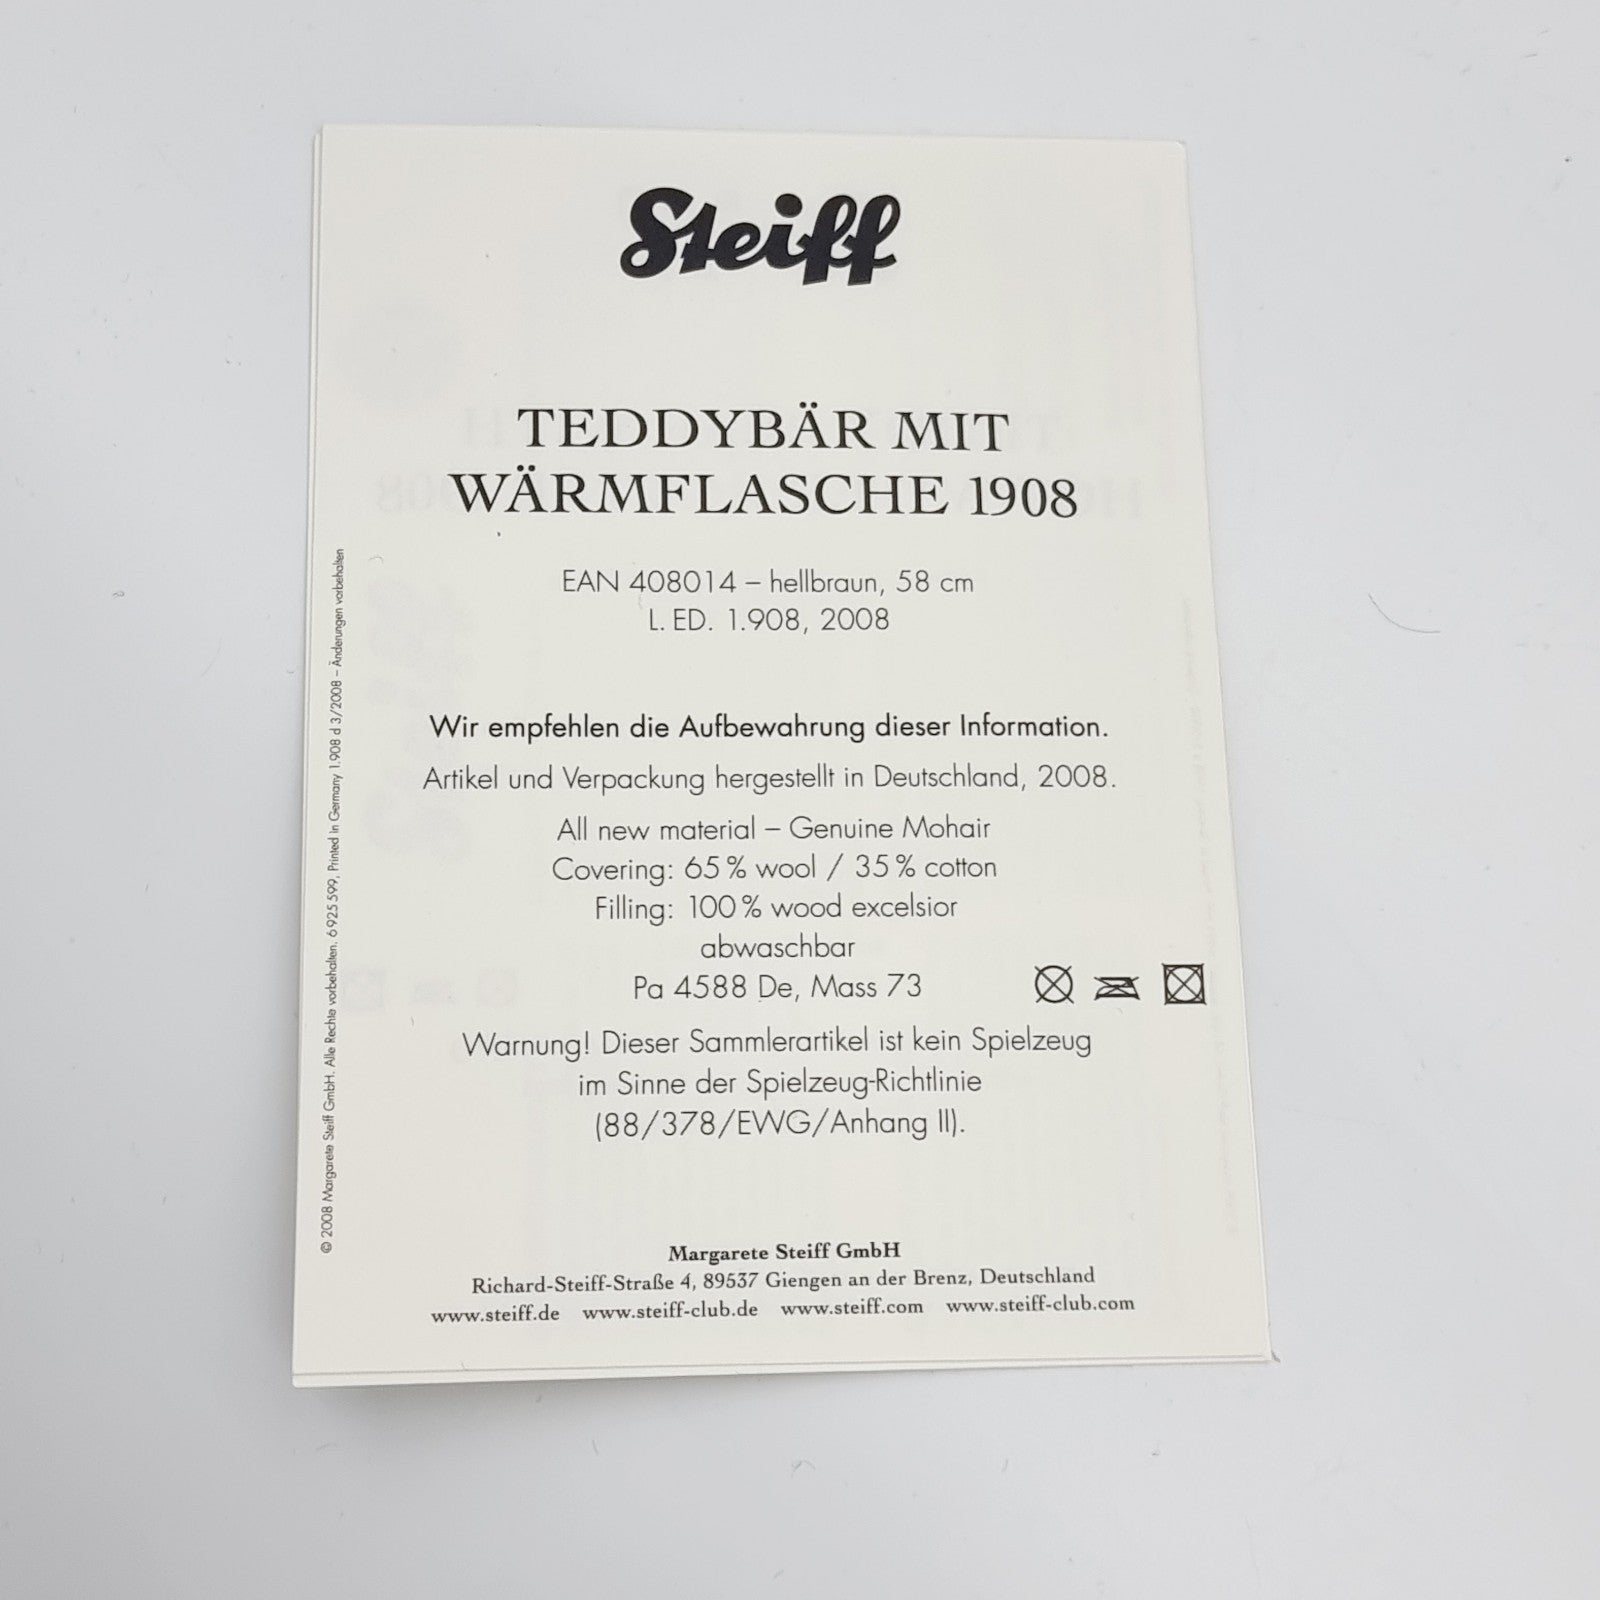 Steiff
TEDDYBÄR MIT
WÄRMFLASCHE 1908
EAN 408014 – hellbraun, 58 cm
L. ED. 1.908, 2008
Wir empfehlen die Aufbewahrung dieser Information.
Artikel und Verpackung hergestellt in Deutschland, 2008.
All new material – Genuine Mohair
Covering: 65 % wool / 35 % cotton
Filling: 100 % wood excelsior
abwaschbar
Pa 4588 De, Mass 73
Warnung! Dieser Sammlerartikel ist kein Spielzeug
im Sinne der Spielzeug-Richtlinie
(88/378/EWG/Anhang II).
Margarete Steiff GmbH
Richard-Steiff-Straße 4, 89537 Giengen an der Brenz, Deutschland
www.steiff.de www.steiff-club.de www.steiff.com www.steiff-club.com
© 2008 Margarete Steiff GmbH. Alle Rechte vorbehalten. 6 925 599, Printed in Germany 1.908 d 3/2008 – Änderungen vorbehalten